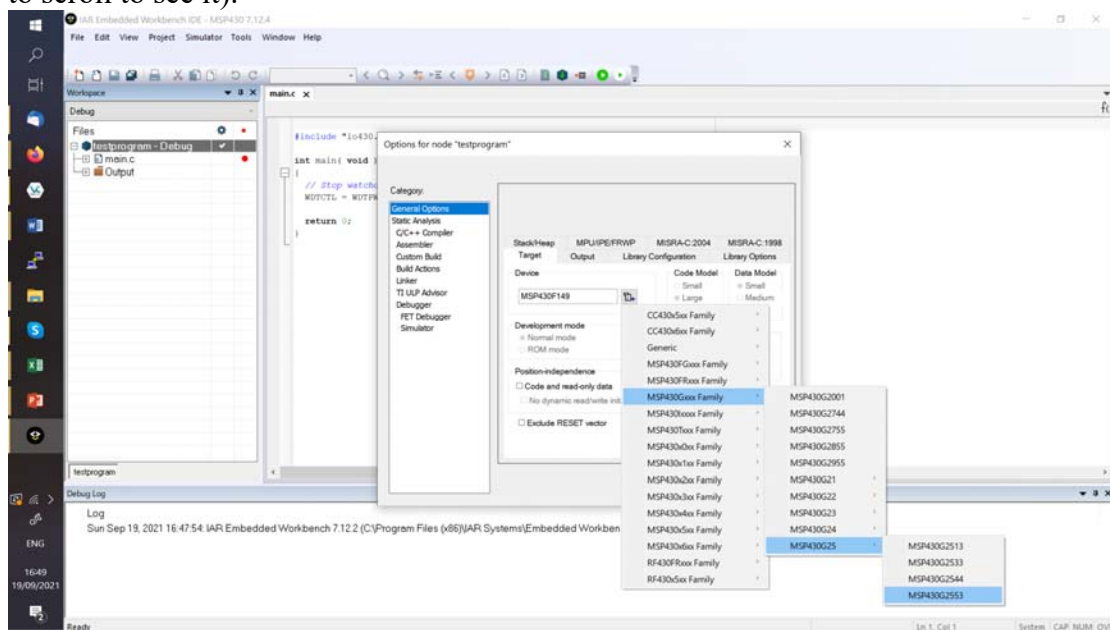 to scroll to see it).
IAR Embedded Workbench IDE - MSP430 7.12.4
File Edit View Project Simulator Tools Window Help
Workspace
main.c
Debug
Files
testprogram - Debug
main.c
Output
#include "io430.
int main( void )
{
// Stop watchd
WDTCTL = WDTPW
return 0;
}
testprogram
Options for node "testprogram"
Category:
General Options
Static Analysis
C/C++ Compiler
Assembler
Custom Build
Build Actions
Linker
TI ULP Advisor
Debugger
FET Debugger
Simulator
Stack/Heap MPU/IPE/FRWP MISRA-C:2004 MISRA-C:1998
Target Output Library Configuration Library Options
Device
MSP430F149
Code Model
Small
Large
Data Model
Small
Medium
Development mode
Normal mode
ROM mode
Position-independence
Code and read-only data
No dynamic read/write init
Exclude RESET vector
CC430x5xx Family
CC430x6xx Family
Generic
MSP430FGxxx Family
MSP430FRxxx Family
MSP430Gxxx Family
MSP430Ixxxx Family
MSP430Txxx Family
MSP430x0xx Family
MSP430x1xx Family
MSP430x2xx Family
MSP430x3xx Family
MSP430x4xx Family
MSP430x5xx Family
MSP430x6xx Family
RF430FRxxx Family
RF430x5xx Family
MSP430G2001
MSP430G2744
MSP430G2755
MSP430G2855
MSP430G2955
MSP430G21
MSP430G22
MSP430G23
MSP430G24
MSP430G25
MSP430G2513
MSP430G2533
MSP430G2544
MSP430G2553
Debug Log
Log
Sun Sep 19, 2021 16:47:54: IAR Embedded Workbench 7.12.2 (C:\Program Files (x86)\IAR Systems\Embedded Workben
ENG
16:49
19/09/2021
Ready
Ln 1, Col 1
System
CAP NUM OV